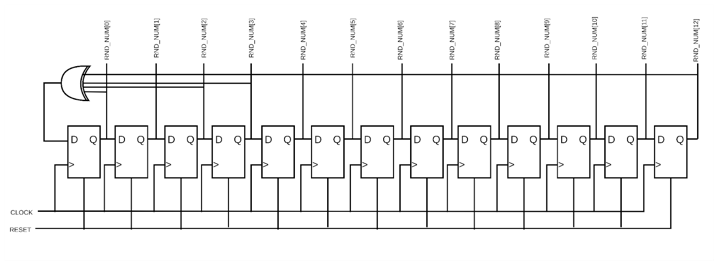 RND_NUM[0]
RND_NUM[1]
RND_NUM[2]
RND_NUM[3]
RND_NUM[4]
RND_NUM[5]
RND_NUM[6]
RND_NUM[7]
RND_NUM[8]
RND_NUM[9]
RND_NUM[10]
RND_NUM[11]
RND_NUM[12]
D Q
D Q
D Q
D Q
D Q
D Q
D Q
D Q
D Q
D Q
D Q
D Q
D Q
CLOCK
RESET